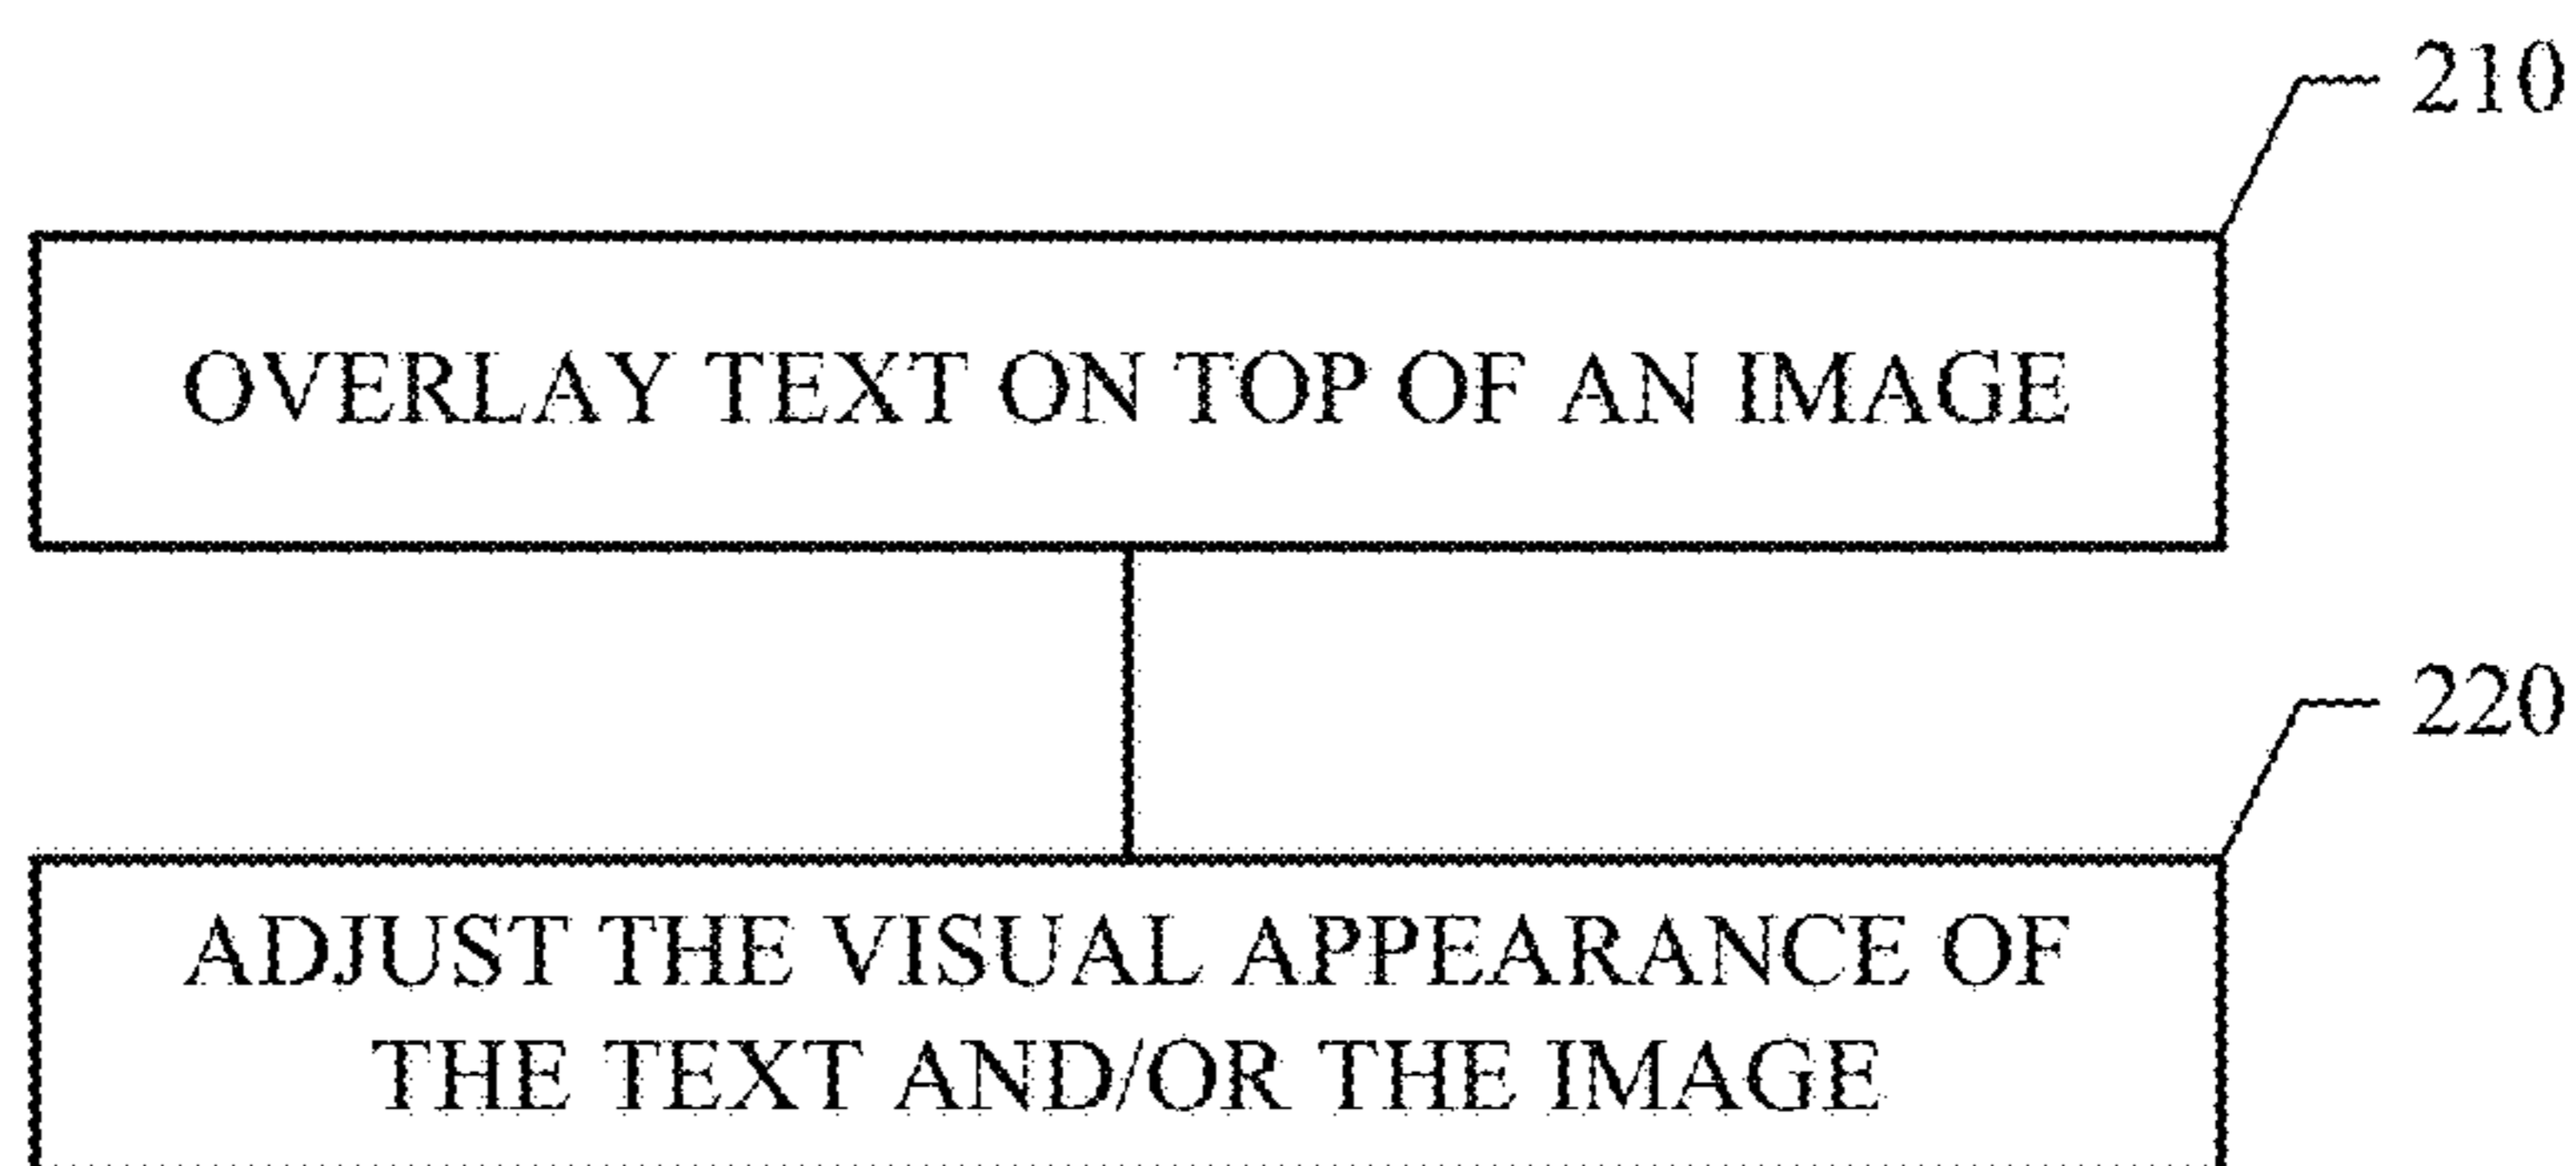 210
OVERLAY TEXT ON TOP OF AN IMAGE
220
ADJUST THE VISUAL APPEARANCE OF
THE TEXT AND/OR THE IMAGE